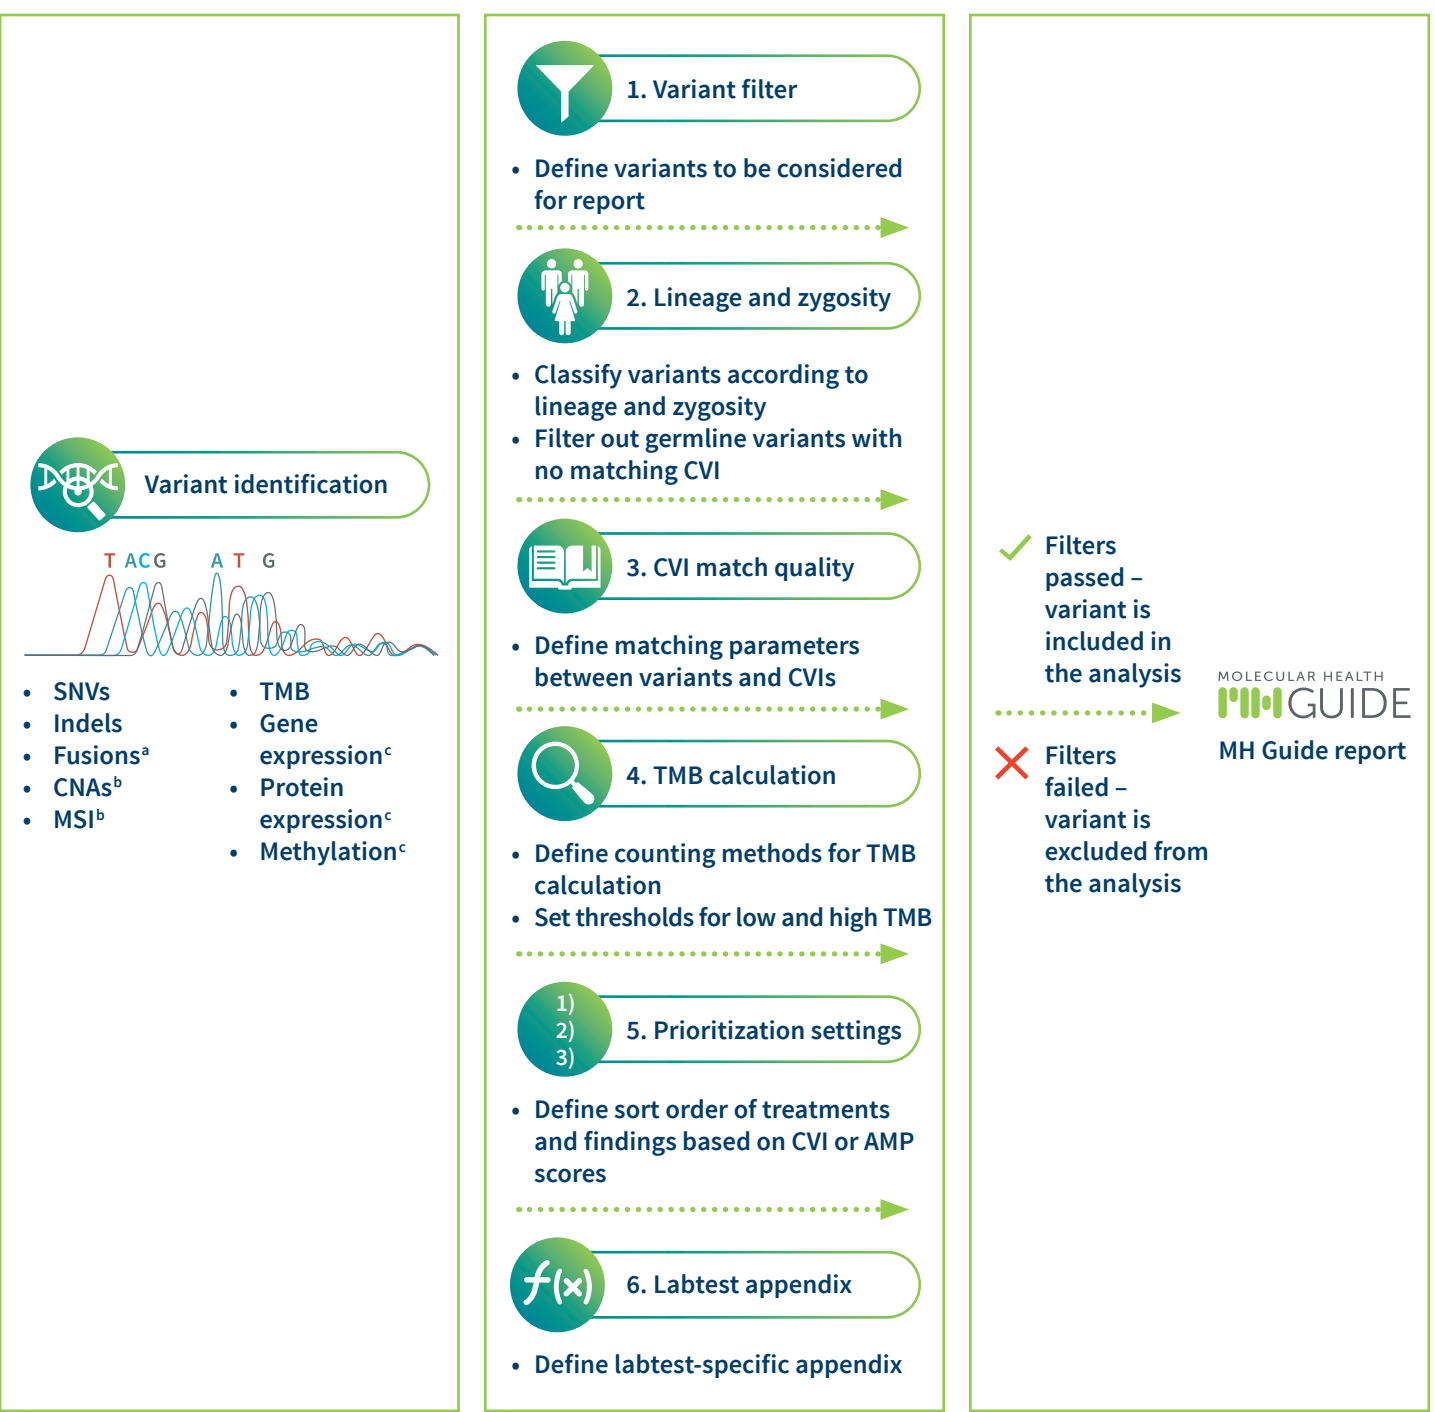 Variant identification
T ACG A T G
• SNVs
• Indels
• Fusionsᵃ
• CNAsᵇ
• MSIᵇ
• TMB
• Gene
expressionᶜ
• Protein
expressionᶜ
• Methylationᶜ
1. Variant filter
• Define variants to be considered
for report
2. Lineage and zygosity
• Classify variants according to
lineage and zygosity
• Filter out germline variants with
no matching CVI
3. CVI match quality
• Define matching parameters
between variants and CVIs
4. TMB calculation
• Define counting methods for TMB
calculation
• Set thresholds for low and high TMB
1)
2)
3)
5. Prioritization settings
• Define sort order of treatments
and findings based on CVI or AMP
scores
f(x)
6. Labtest appendix
• Define labtest-specific appendix
Filters
passed –
variant is
included in
the analysis
Filters
failed –
variant is
excluded from
the analysis
MOLECULAR HEALTH
MH GUIDE
MH Guide report